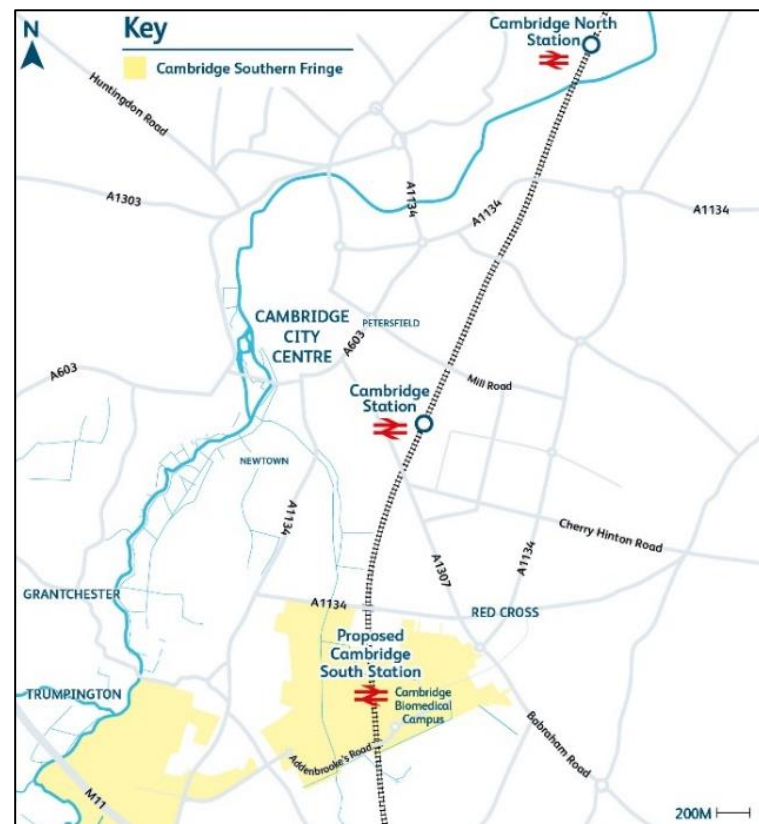 N
Key
Cambridge Southern Fringe
Cambridge North
Station
Huntingdon Road
A1303
A1134
A1134
A1134
CAMBRIDGE
CITY
CENTRE
PETERSFIELD
A603
A603
Mill Road
Cambridge
Station
NEWTOWN
A1134
Cherry Hinton Road
A1307
A1134
GRANTCHESTER
A1134
RED CROSS
Proposed
Cambridge
South Station
TRUMPINGTON
Cambridge
Biomedical
Campus
Addenbrooke's Road
Babraham Road
M11
200M